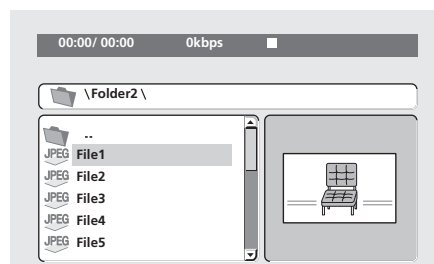 00:00/ 00:00 0kbps
\Folder2 \
..
JPEG File1
JPEG File2
JPEG File3
JPEG File4
JPEG File5